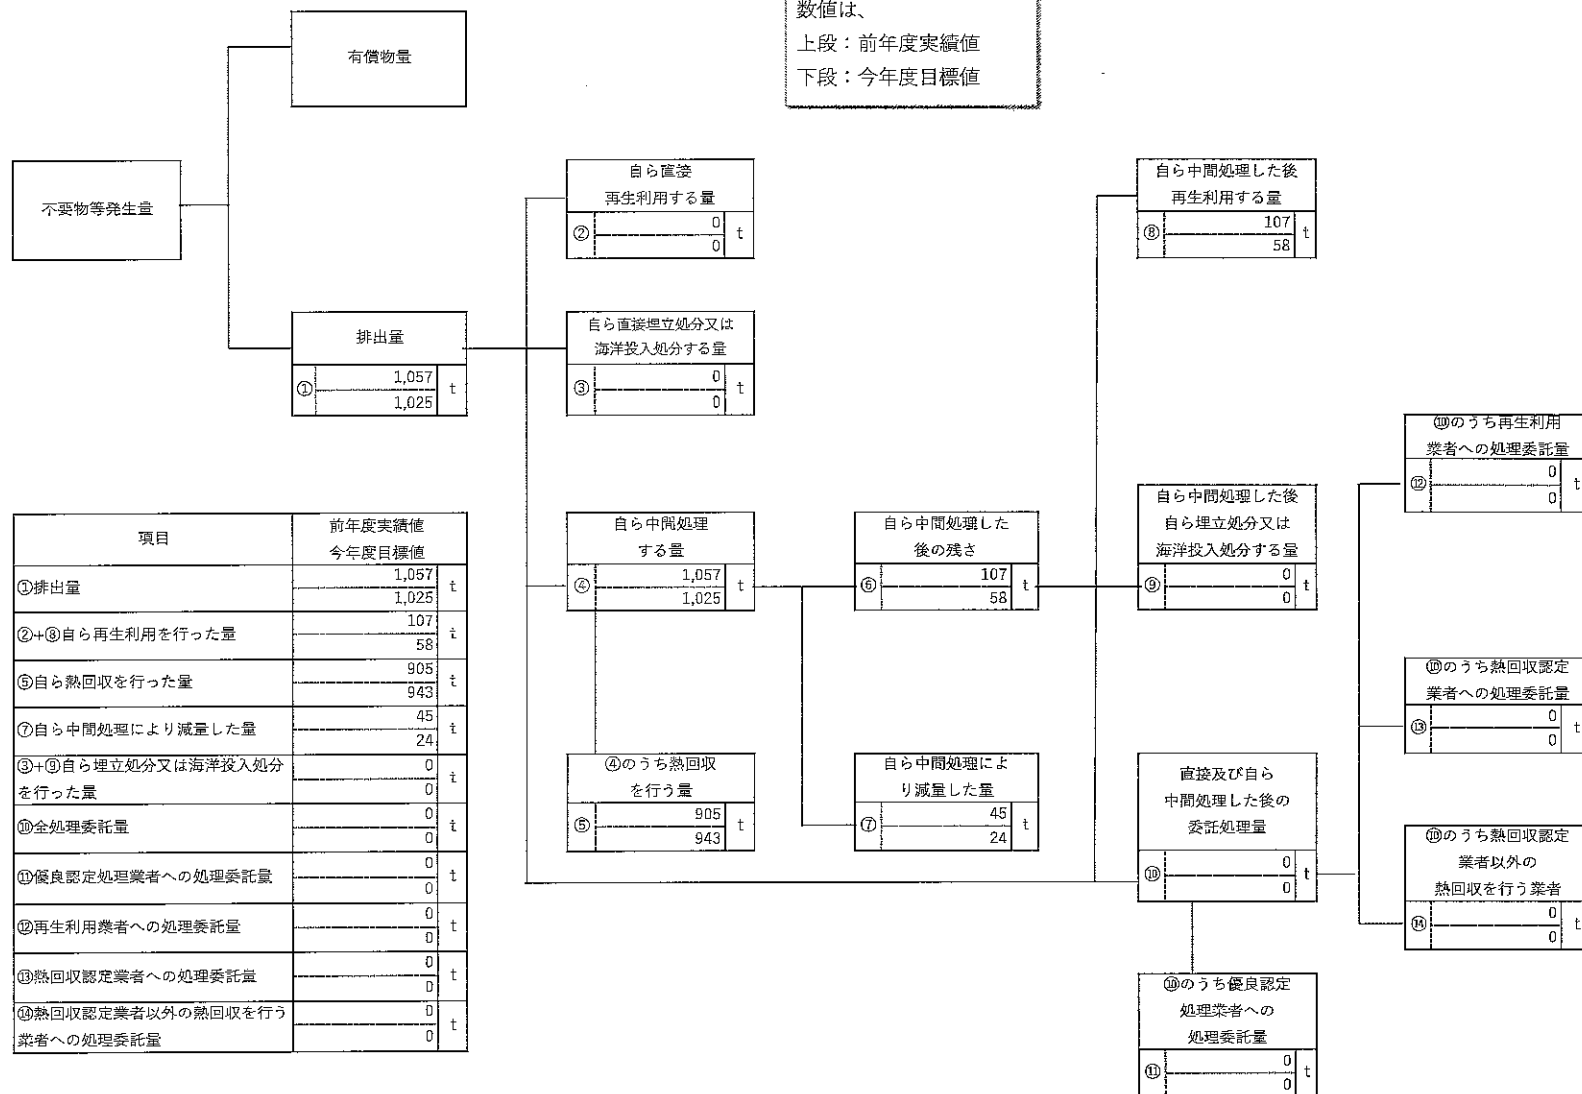 数値は、
上段：前年度実績値
下段：今年度目標値
有償物量
不要物等発生量
排出量
①
1,057
1,025
t
自ら直接
再生利用する量
②
0
0
t
自ら直接埋立処分又は
海洋投入処分する量
③
0
0
t
自ら中間処理
する量
④
1,057
1,025
t
④のうち熱回収
を行う量
⑤
905
943
t
自ら中間処理した
後の残さ
⑥
107
58
t
自ら中間処理によ
り減量した量
⑦
45
24
t
自ら中間処理した後
再生利用する量
⑧
107
58
t
自ら中間処理した後
自ら埋立処分又は
海洋投入処分する量
⑨
0
0
t
直接及び自ら
中間処理した後の
委託処理量
⑩
0
0
t
⑩のうち優良認定
処理業者への
処理委託量
⑪
0
0
t
⑩のうち再生利用
業者への処理委託量
⑫
0
0
t
⑩のうち熱回収認定
業者への処理委託量
⑬
0
0
t
⑩のうち熱回収認定
業者以外の
熱回収を行う業者
⑭
0
0
t
項目
前年度実績値
今年度目標値
①排出量
1,057
1,025
t
②+⑧自ら再生利用を行った量
107
58
t
⑤自ら熱回収を行った量
905
943
t
⑦自ら中間処理により減量した量
45
24
t
③+⑨自ら埋立処分又は海洋投入処分
を行った量
0
0
t
⑩全処理委託量
0
0
t
⑪優良認定処理業者への処理委託量
0
0
t
⑫再生利用業者への処理委託量
0
0
t
⑬熱回収認定業者への処理委託量
0
0
t
⑭熱回収認定業者以外の熱回収を行う
業者への処理委託量
0
0
t